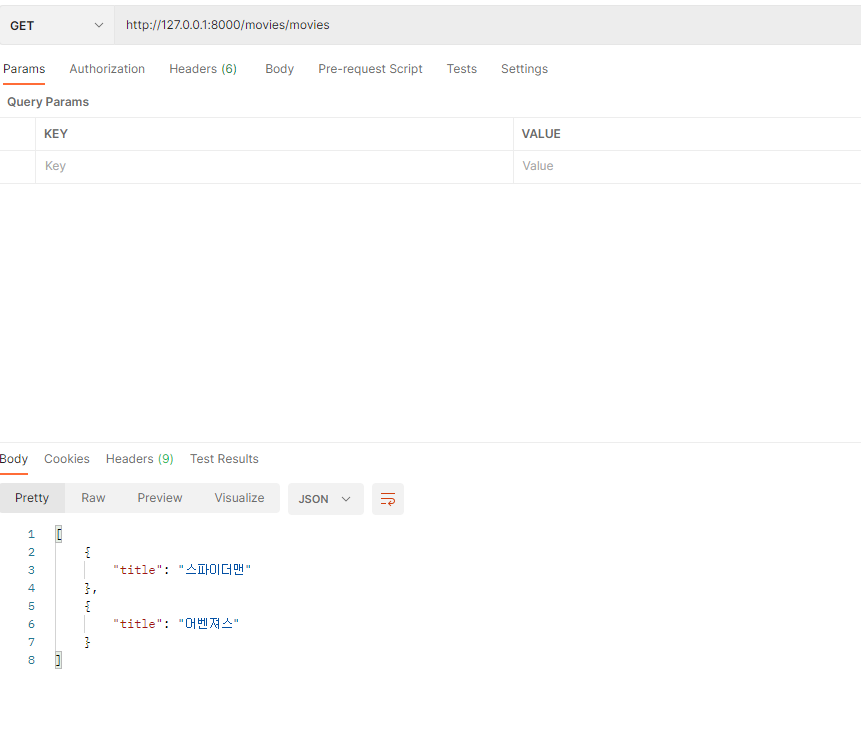 GET http://127.0.0.1:8000/movies/movies
Params Authorization Headers (6) Body Pre-request Script Tests Settings
Query Params
KEY VALUE
Key Value
Body Cookies Headers (9) Test Results
Pretty Raw Preview Visualize JSON
1 [
2 {
3 "title": "스파이더맨"
4 },
5 {
6 "title": "어벤져스"
7 }
8 ]